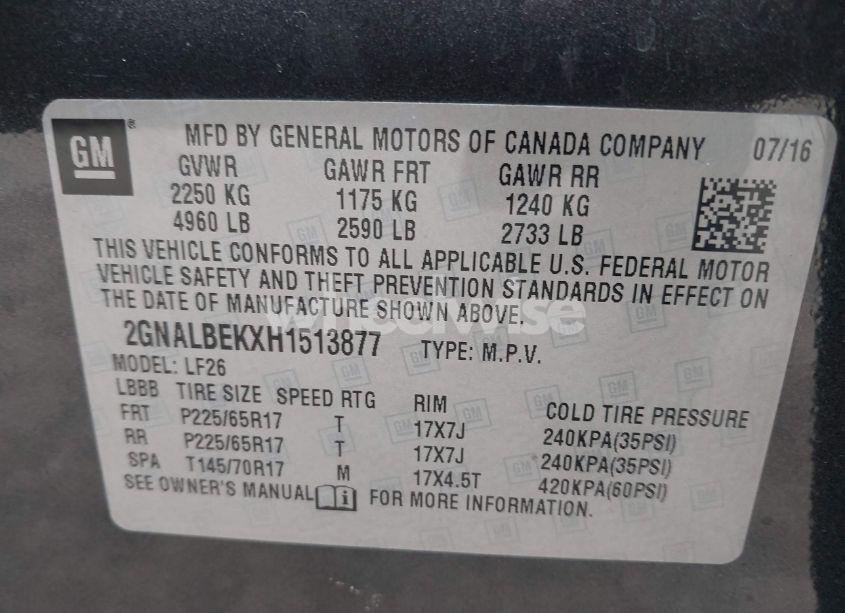 GM
MFD BY GENERAL MOTORS OF CANADA COMPANY 07/16
GVWR GAWR FRT GAWR RR
2250 KG 1175 KG 1240 KG
4960 LB 2590 LB 2733 LB
THIS VEHICLE CONFORMS TO ALL APPLICABLE U.S. FEDERAL MOTOR
VEHICLE SAFETY AND THEFT PREVENTION STANDARDS IN EFFECT ON
THE DATE OF MANUFACTURE SHOWN ABOVE.
2GNALBEKXH1513877 TYPE: M.P.V.
MODEL: LF26
LBBB TIRE SIZE SPEED RTG RIM COLD TIRE PRESSURE
FRT P225/65R17 T 17X7J 240KPA(35PSI)
RR P225/65R17 T 17X7J 240KPA(35PSI)
SPA T145/70R17 M 17X4.5T 420KPA(60PSI)
SEE OWNER'S MANUAL FOR MORE INFORMATION.